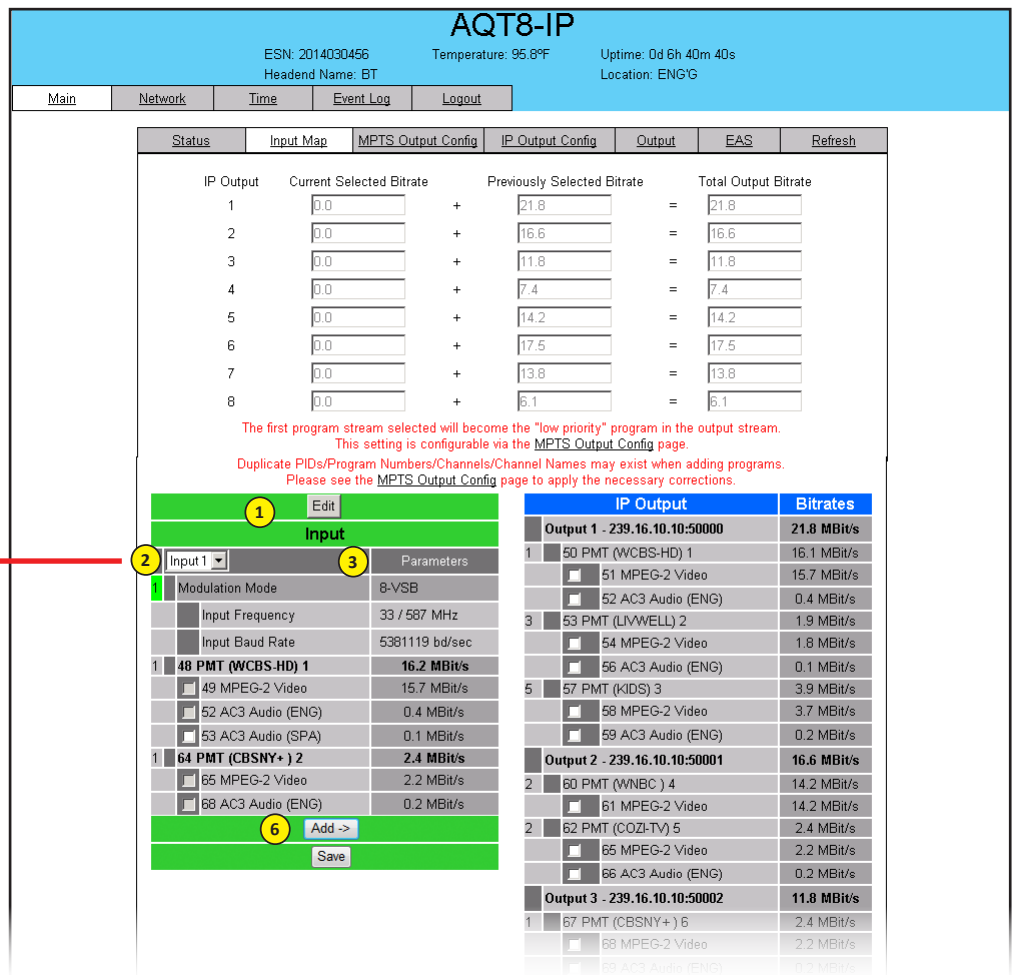 AQT8-IP
ESN: 2014030456 Temperature: 95.8ºF Uptime: 0d 6h 40m 40s
Headend Name: BT Location: ENG'G
Main Network Time Event Log Logout
Status Input Map MPTS Output Config IP Output Config Output EAS Refresh
IP Output Current Selected Bitrate Previously Selected Bitrate Total Output Bitrate
1 0.0 + 21.8 = 21.8
2 0.0 + 16.6 = 16.6
3 0.0 + 11.8 = 11.8
4 0.0 + 7.4 = 7.4
5 0.0 + 14.2 = 14.2
6 0.0 + 17.5 = 17.5
7 0.0 + 13.8 = 13.8
8 0.0 + 6.1 = 6.1
The first program stream selected will become the "low priority" program in the output stream.
This setting is configurable via the MPTS Output Config page.
Duplicate PIDs/Program Numbers/Channels/Channel Names may exist when adding programs.
Please see the MPTS Output Config page to apply the necessary corrections.
1 Edit
Input
2 Input 1 3 Parameters
1 Modulation Mode 8-VSB
Input Frequency 33 / 587 MHz
Input Baud Rate 5381119 bd/sec
1 48 PMT (WCBS-HD) 1 16.2 MBit/s
49 MPEG-2 Video 15.7 MBit/s
52 AC3 Audio (ENG) 0.4 MBit/s
53 AC3 Audio (SPA) 0.1 MBit/s
1 64 PMT (CBSNY+ ) 2 2.4 MBit/s
65 MPEG-2 Video 2.2 MBit/s
68 AC3 Audio (ENG) 0.2 MBit/s
6 Add ->
Save
IP Output Bitrates
Output 1 - 239.16.10.10:50000 21.8 MBit/s
1 50 PMT (WCBS-HD) 1 16.1 MBit/s
51 MPEG-2 Video 15.7 MBit/s
52 AC3 Audio (ENG) 0.4 MBit/s
3 53 PMT (LIVWELL) 2 1.9 MBit/s
54 MPEG-2 Video 1.8 MBit/s
56 AC3 Audio (ENG) 0.1 MBit/s
5 57 PMT (KIDS) 3 3.9 MBit/s
58 MPEG-2 Video 3.7 MBit/s
59 AC3 Audio (ENG) 0.2 MBit/s
Output 2 - 239.16.10.10:50001 16.6 MBit/s
2 60 PMT (WNBC ) 4 14.2 MBit/s
61 MPEG-2 Video 14.2 MBit/s
2 62 PMT (COZI-TV) 5 2.4 MBit/s
65 MPEG-2 Video 2.2 MBit/s
66 AC3 Audio (ENG) 0.2 MBit/s
Output 3 - 239.16.10.10:50002 11.8 MBit/s
1 67 PMT (CBSNY+ ) 6 2.4 MBit/s
68 MPEG-2 Video 2.2 MBit/s
69 AC3 Audio (ENG) 0.2 MBit/s